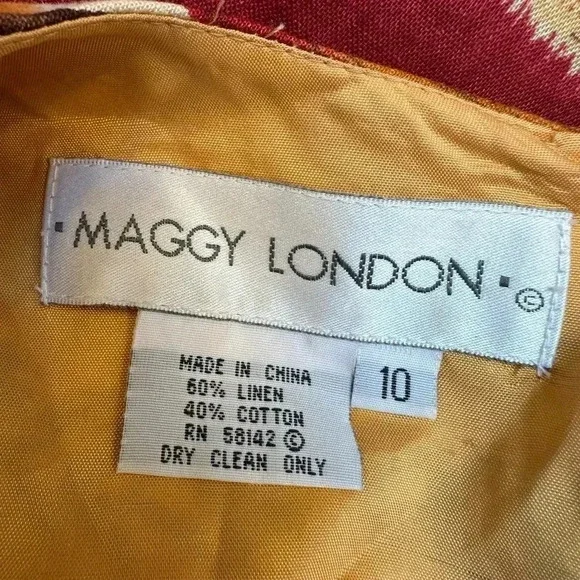 ·MAGGY LONDON·©
MADE IN CHINA
60% LINEN
40% COTTON
RN 58142 ©
DRY CLEAN ONLY
10